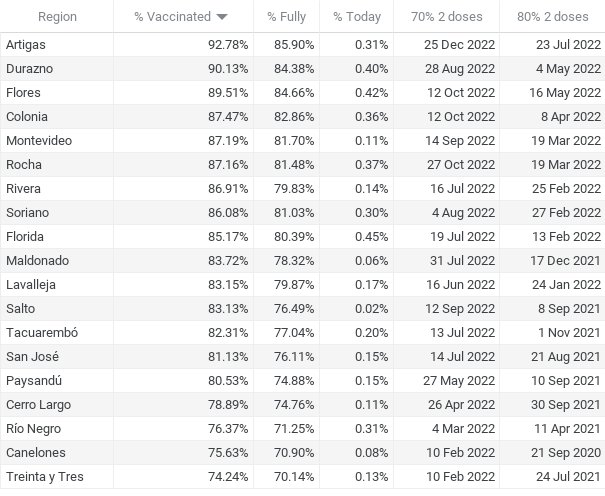 Region % Vaccinated % Fully % Today 70% 2 doses 80% 2 doses
Artigas 92.78% 85.90% 0.31% 25 Dec 2022 23 Jul 2022
Durazno 90.13% 84.38% 0.40% 28 Aug 2022 4 May 2022
Flores 89.51% 84.66% 0.42% 12 Oct 2022 16 May 2022
Colonia 87.47% 82.86% 0.36% 12 Oct 2022 8 Apr 2022
Montevideo 87.19% 81.70% 0.11% 14 Sep 2022 19 Mar 2022
Rocha 87.16% 81.48% 0.37% 27 Oct 2022 19 Mar 2022
Rivera 86.91% 79.83% 0.14% 16 Jul 2022 25 Feb 2022
Soriano 86.08% 81.03% 0.30% 4 Aug 2022 27 Feb 2022
Florida 85.17% 80.39% 0.45% 19 Jul 2022 13 Feb 2022
Maldonado 83.72% 78.32% 0.06% 31 Jul 2022 17 Dec 2021
Lavalleja 83.15% 79.87% 0.17% 16 Jun 2022 24 Jan 2022
Salto 83.13% 76.49% 0.02% 12 Sep 2022 8 Sep 2021
Tacuarembó 82.31% 77.04% 0.20% 13 Jul 2022 1 Nov 2021
San José 81.13% 76.11% 0.15% 14 Jul 2022 21 Aug 2021
Paysandú 80.53% 74.88% 0.15% 27 May 2022 10 Sep 2021
Cerro Largo 78.89% 74.76% 0.11% 26 Apr 2022 30 Sep 2021
Río Negro 76.37% 71.25% 0.31% 4 Mar 2022 11 Apr 2021
Canelones 75.63% 70.90% 0.08% 10 Feb 2022 21 Sep 2020
Treinta y Tres 74.24% 70.14% 0.13% 10 Feb 2022 24 Jul 2021